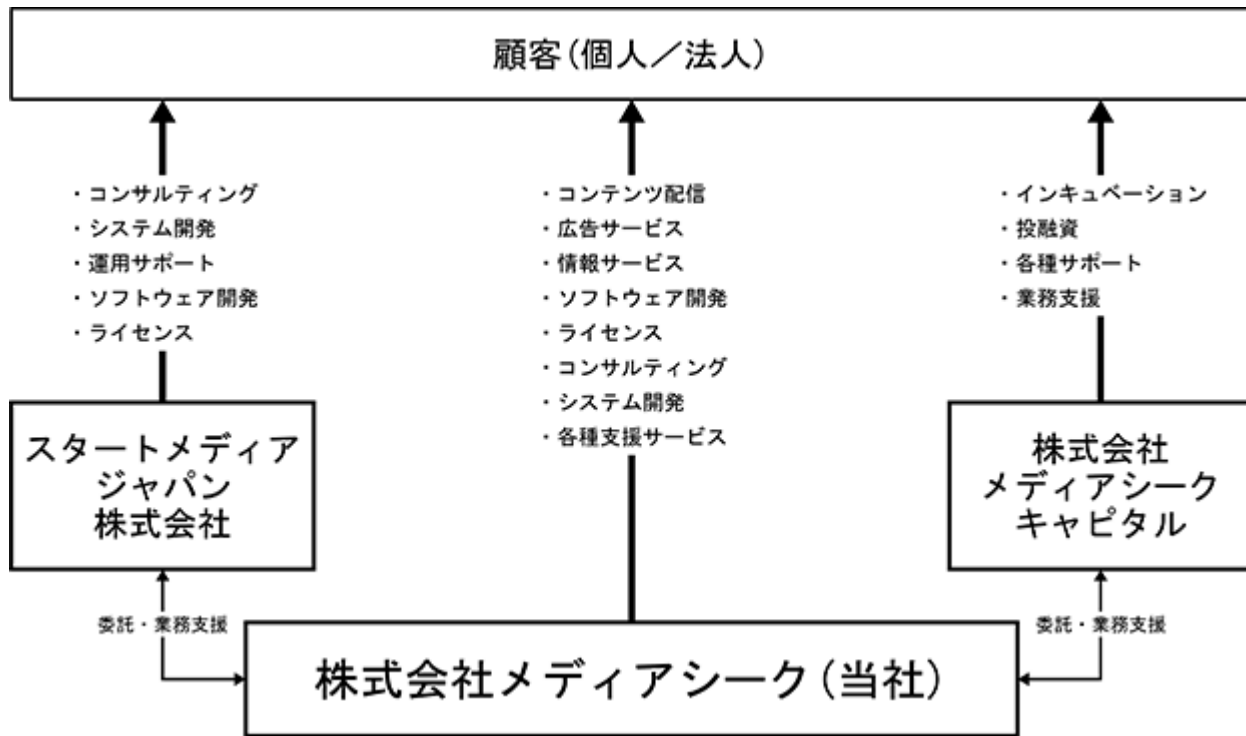 顧客(個人／法人)
・コンサルティング
・システム開発
・運用サポート
・ソフトウェア開発
・ライセンス
・コンテンツ配信
・広告サービス
・情報サービス
・ソフトウェア開発
・ライセンス
・コンサルティング
・システム開発
・各種支援サービス
・インキュベーション
・投融資
・各種サポート
・業務支援
スタートメディア
ジャパン
株式会社
株式会社
メディアシーク
キャピタル
委託・業務支援
委託・業務支援
株式会社メディアシーク(当社)